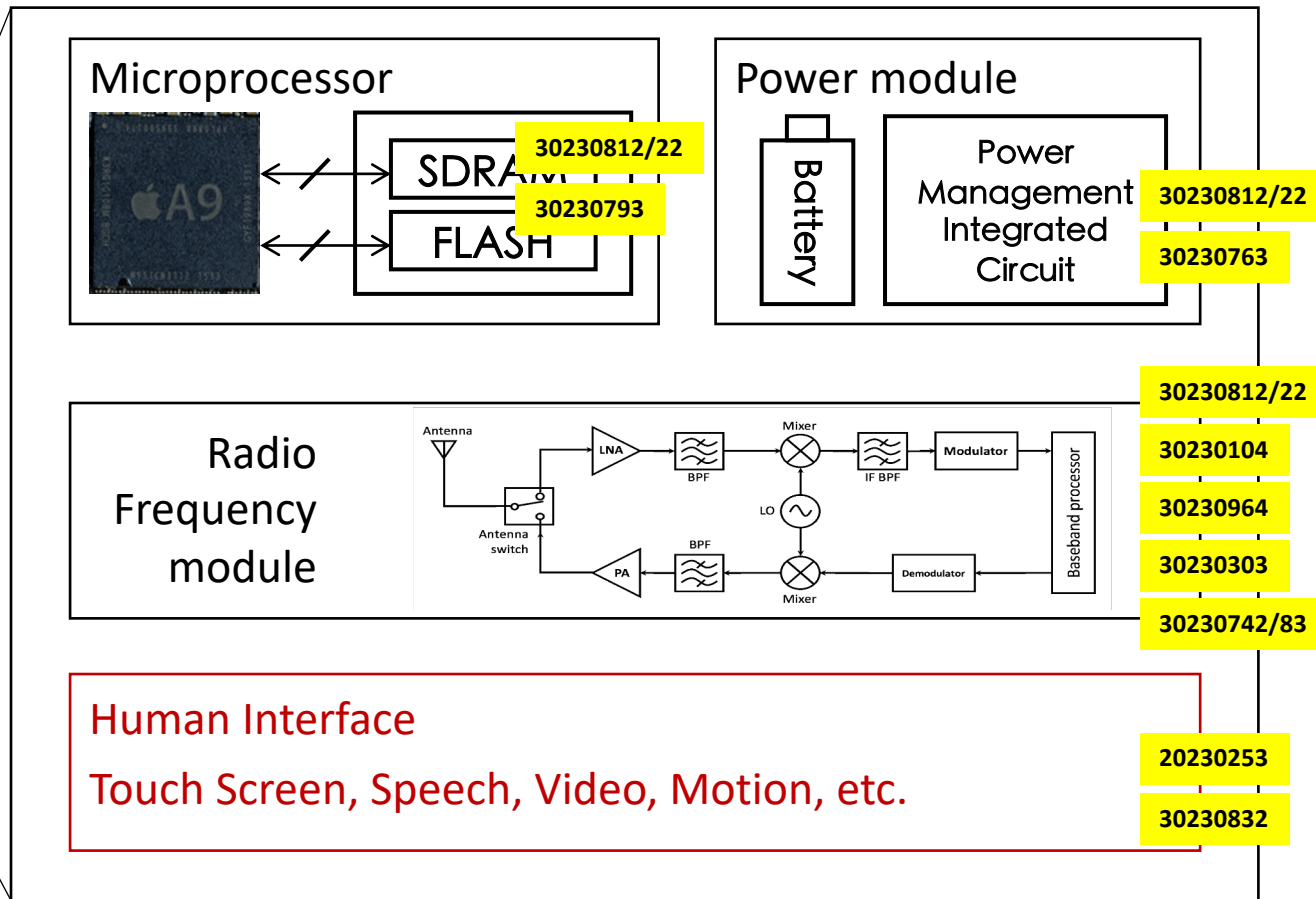 Microprocessor
A9
SDRAM
30230812/22
30230793
FLASH
Power module
Battery
Power
Management
Integrated
Circuit
30230812/22
30230763
Radio
Frequency
module
Antenna
Antenna
switch
LNA
BPF
Mixer
IF BPF
Modulator
LO
Baseband processor
PA
BPF
Mixer
Demodulator
30230812/22
30230104
30230964
30230303
30230742/83
Human Interface
Touch Screen, Speech, Video, Motion, etc.
20230253
30230832